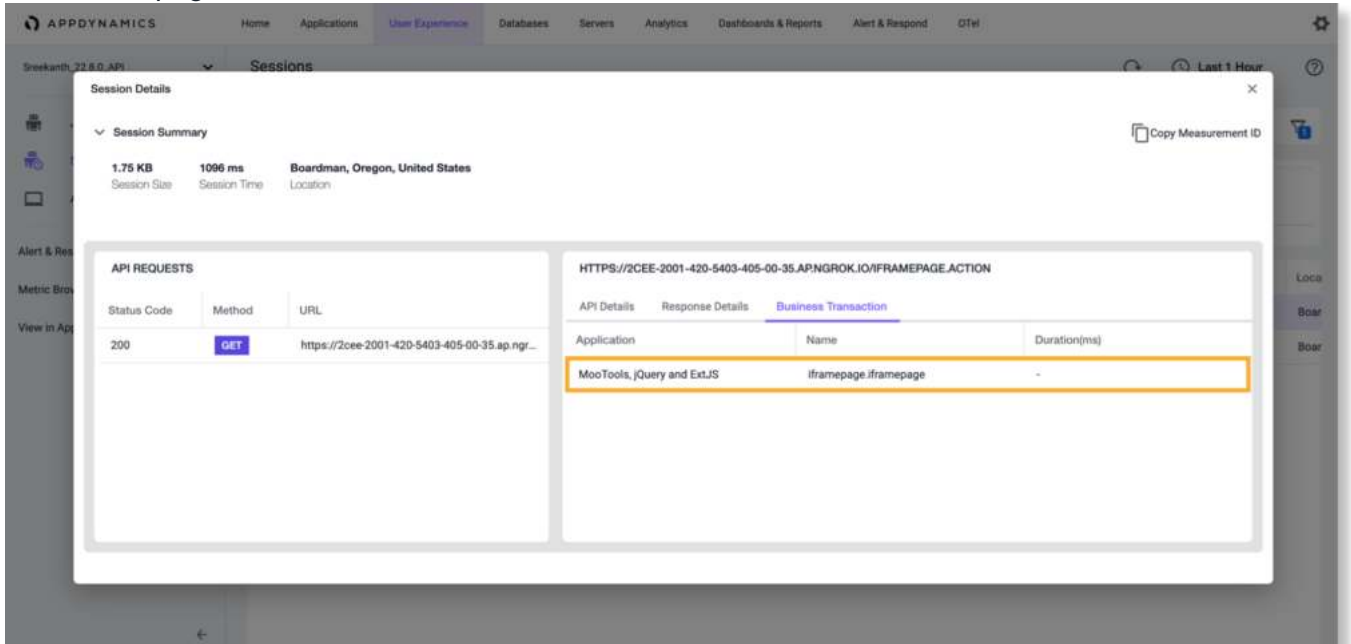 APPDYNAMICS Home Applications User Experience Databases Servers Analytics Dashboards & Reports Alert & Respond OTel
Sreekanth_22.8.0_API Sessions Last 1 Hour
Session Details
Session Summary Copy Measurement ID
1.75 KB 1096 ms Boardman, Oregon, United States
Session Size Session Time Location
Alert & Res
API REQUESTS HTTPS://2CEE-2001-420-5403-405-00-35.AP.NGROK.IO/IFRAMEPAGE.ACTION
Loca
Metric Brow
Status Code Method URL API Details Response Details Business Transaction
Boar
View in App
200 GET https://2cee-2001-420-5403-405-00-35.ap.ngr... Application Name Duration(ms)
Boar
MooTools, jQuery and ExtJS iframepage.iframepage -